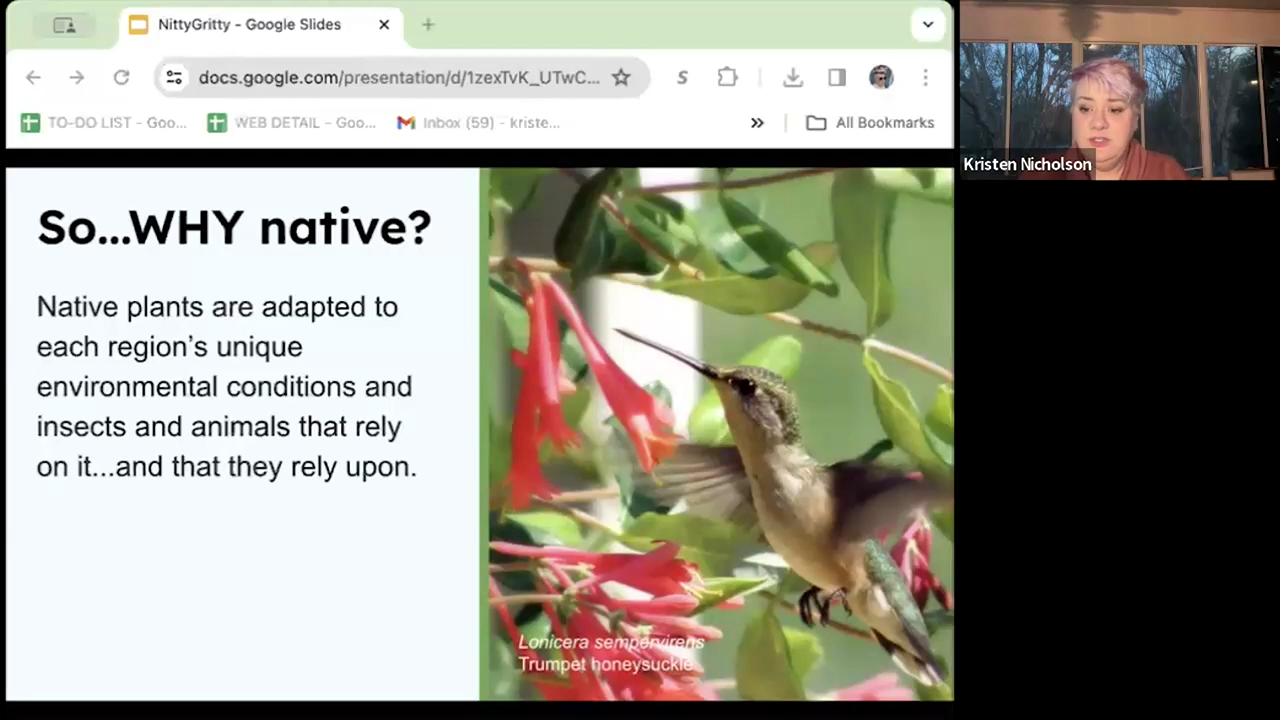 NittyGritty - Google Slides
docs.google.com/presentation/d/1zexTvK_UTwC...
TO-DO LIST - Goo...
WEB DETAIL - Goo...
Inbox (59) - kriste...
All Bookmarks
Kristen Nicholson
So...WHY native?
Native plants are adapted to
each region's unique
environmental conditions and
insects and animals that rely
on it...and that they rely upon.
Lonicera sempervirens
Trumpet honeysuckle